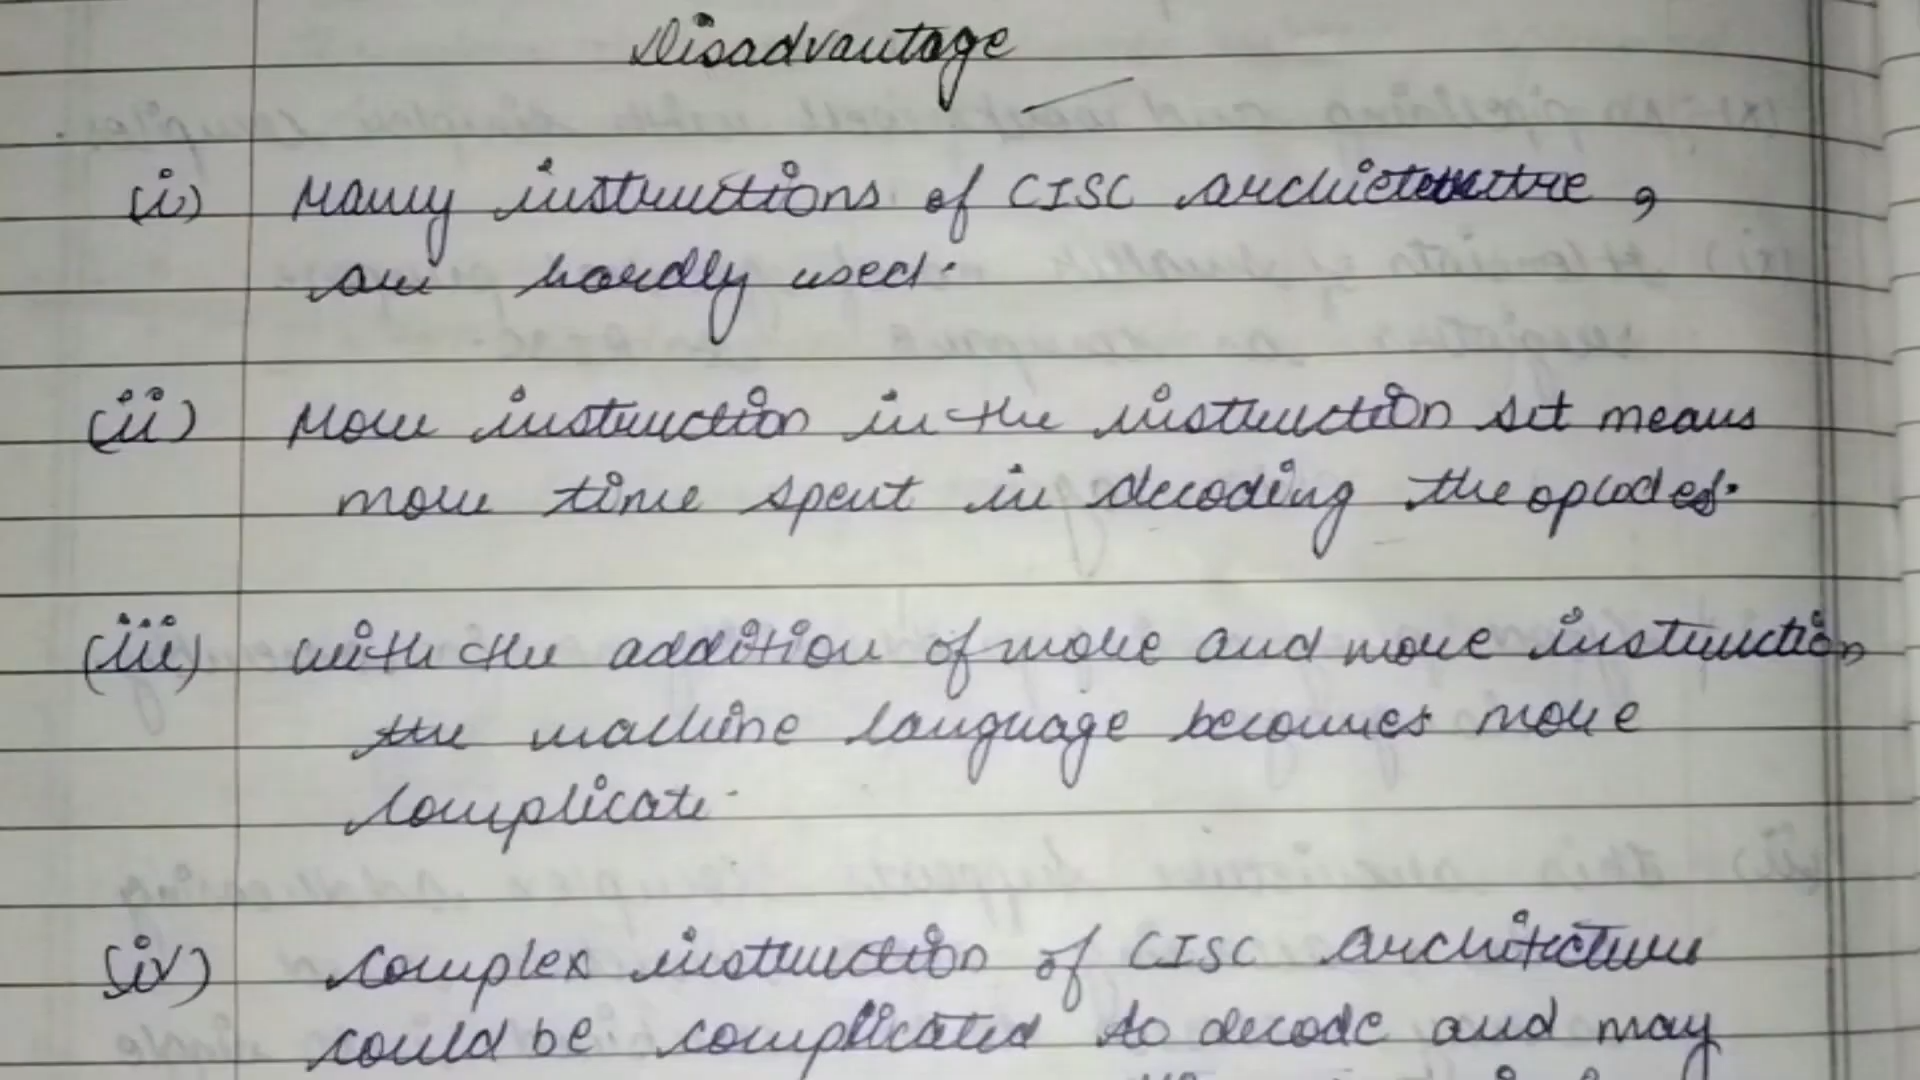 Disadvantage
(i) Many instructions of CISC archictecture ,
are hardly used.
(ii) More instruction in the instruction set means
more time spent in decoding the opcodes.
(iii) with the addition of more and more instruction
the machine language becomes more
complicate.
(iv) Complex instruction of CISC architecture
could be complicated to decode and may